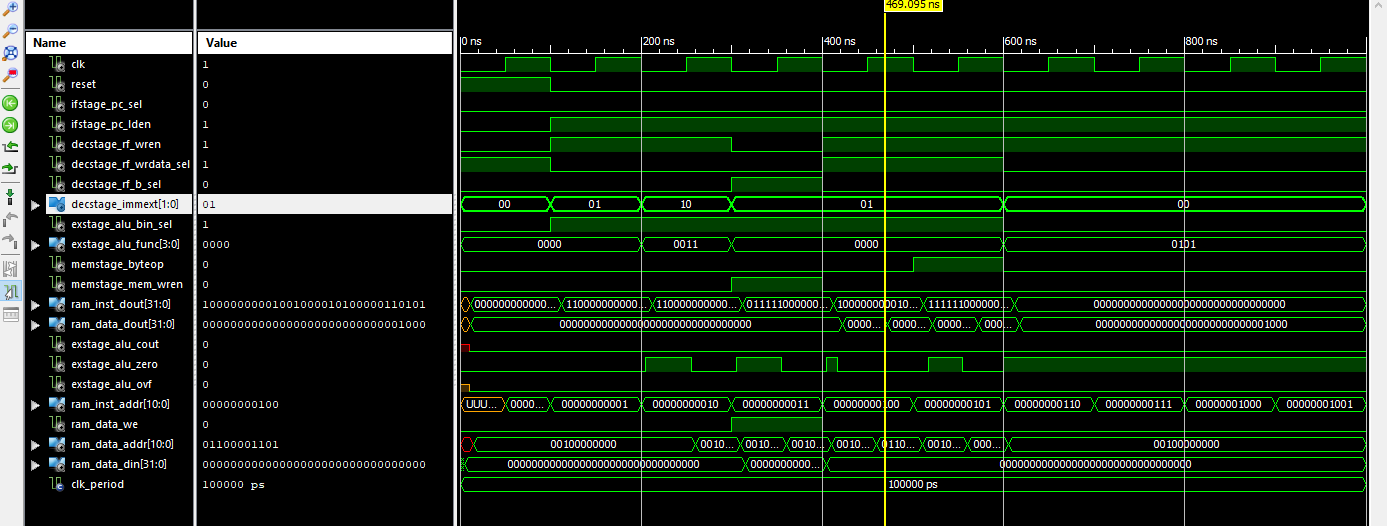 469.095 ns
Name Value
0 ns 200 ns 400 ns 600 ns 800 ns
clk 1
reset 0
ifstage_pc_sel 0
ifstage_pc_lden 1
decstage_rf_wren 1
decstage_rf_wrdata_sel 1
decstage_rf_b_sel 0
decstage_immext[1:0] 01 00 01 10 01 00
exstage_alu_bin_sel 1
exstage_alu_func[3:0] 0000 0000 0011 0000 0101
memstage_byteop 0
memstage_mem_wren 0
ram_inst_dout[31:0] 10000000001001000010100000110101 000000000000... 110000000000... 110000000000... 011111000000... 100000000010... 111111000000... 00000000000000000000000000000000
ram_data_dout[31:0] 00000000000000000000000000001000 00000000000000000000000000000000 0000... 0000... 0000... 000... 00000000000000000000000000001000
exstage_alu_cout 0
exstage_alu_zero 0
exstage_alu_ovf 0
ram_inst_addr[10:0] 00000000100 UUU... 0000... 00000000001 00000000010 00000000011 00000000100 00000000101 00000000110 00000000111 00000001000 00000001001
ram_data_we 0
ram_data_addr[10:0] 01100001101 00100000000 0010... 0010... 0010... 0010... 0110... 0010... 000... 00100000000
ram_data_din[31:0] 00000000000000000000000000000000 00000000000000000000000000000000 0000000000... 00000000000000000000000000000000
clk_period 100000 ps 100000 ps